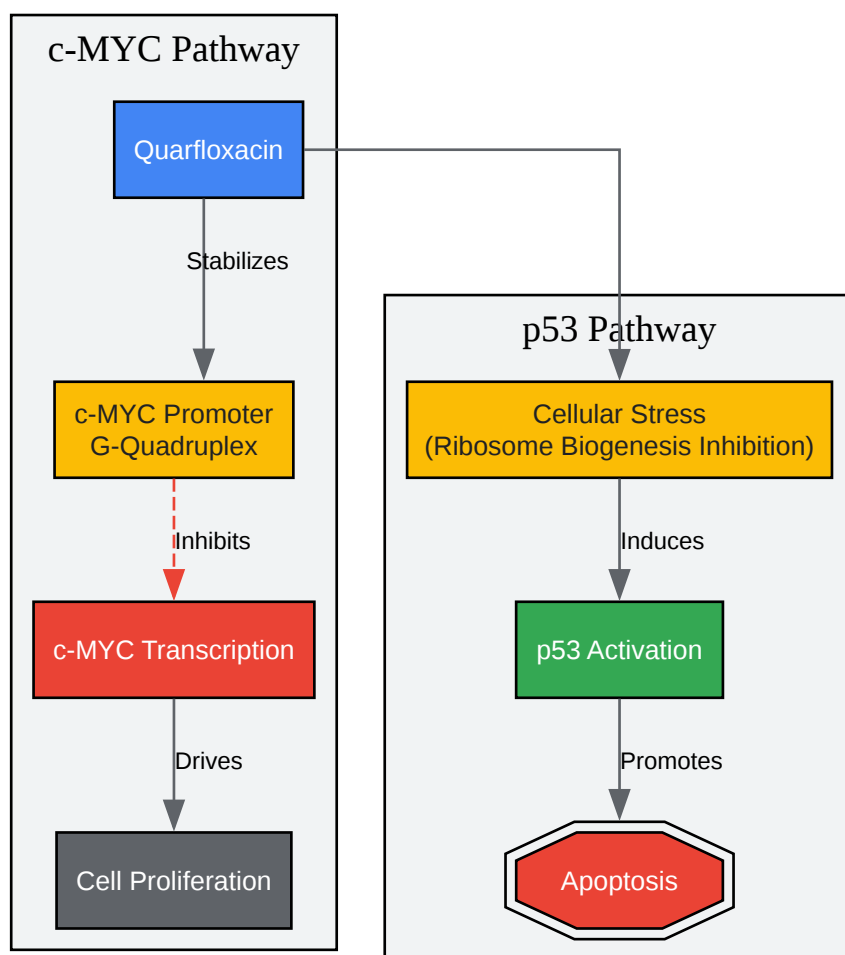 c-MYC Pathway
Quarfloxacin
Stabilizes
c-MYC Promoter
G-Quadruplex
Inhibits
c-MYC Transcription
Drives
Cell Proliferation
p53 Pathway
Cellular Stress
(Ribosome Biogenesis Inhibition)
Induces
p53 Activation
Promotes
Apoptosis